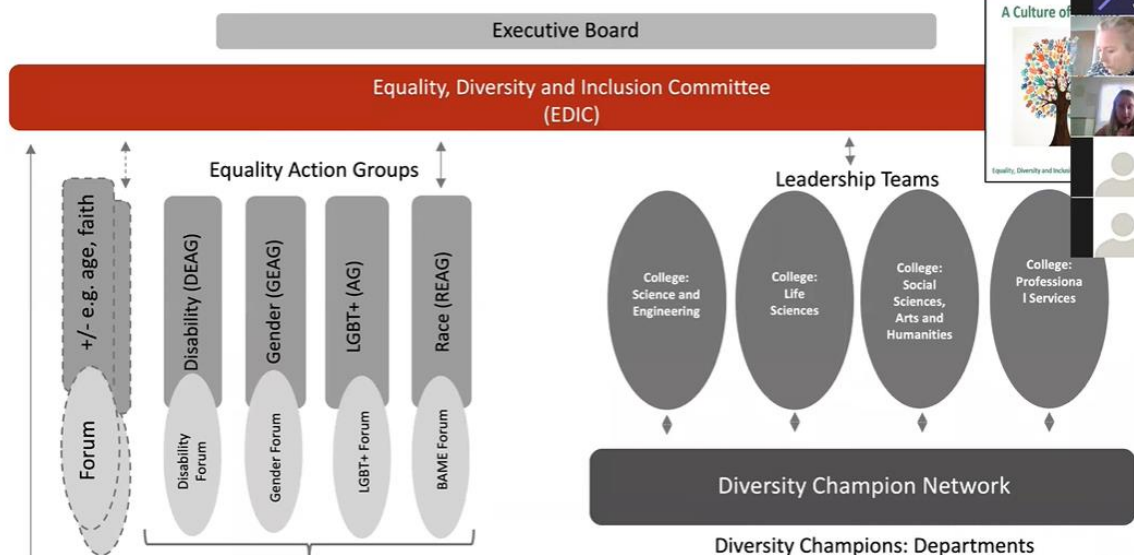 A Culture of
Executive Board
Equality, Diversity and Inclusion Committee
(EDIC)
Equality, Diversity and Inclus
Equality Action Groups
Leadership Teams
+/- e.g. age, faith
Disability (DEAG)
Gender (GEAG)
LGBT+ (AG)
Race (REAG)
Forum
Disability
Forum
Gender Forum
LGBT+ Forum
BAME Forum
College:
Science and
Engineering
College:
Life
Sciences
College:
Social
Sciences,
Arts and
Humanities
College:
Professiona
l Services
Diversity Champion Network
Diversity Champions: Departments